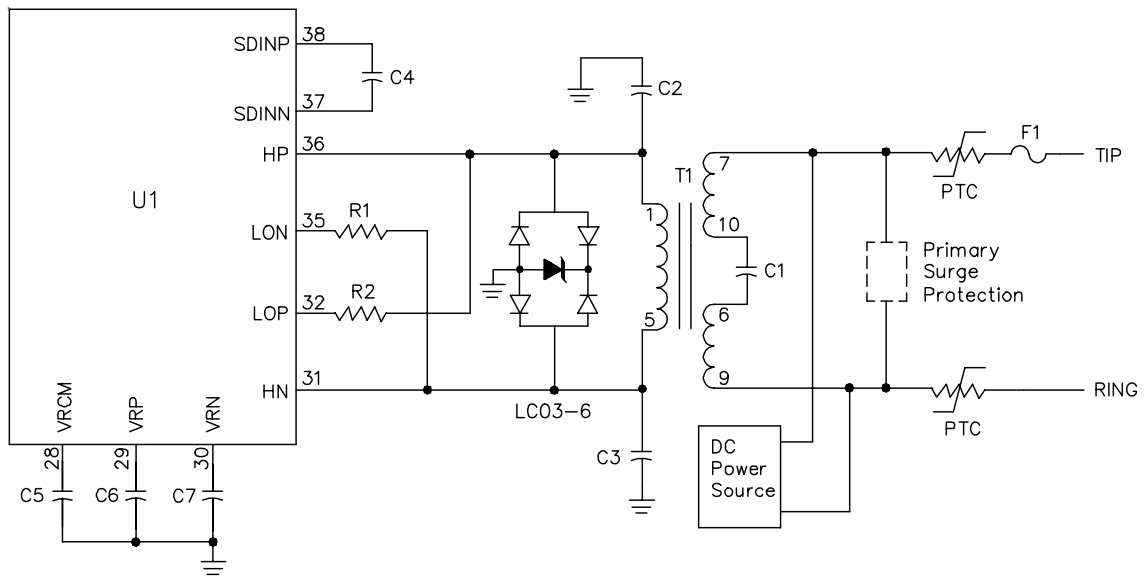 SDINP 38
C4
SDINN 37
C2
HP 36
U1
LON 35
R1
LOP 32
R2
HN 31
LC03-6
VRCM
VRP
VRN
28
29
30
C5
C6
C7
C3
T1
1
5
7
10
6
9
C1
PTC
F1
TIP
Primary
Surge
Protection
PTC
RING
DC
Power
Source